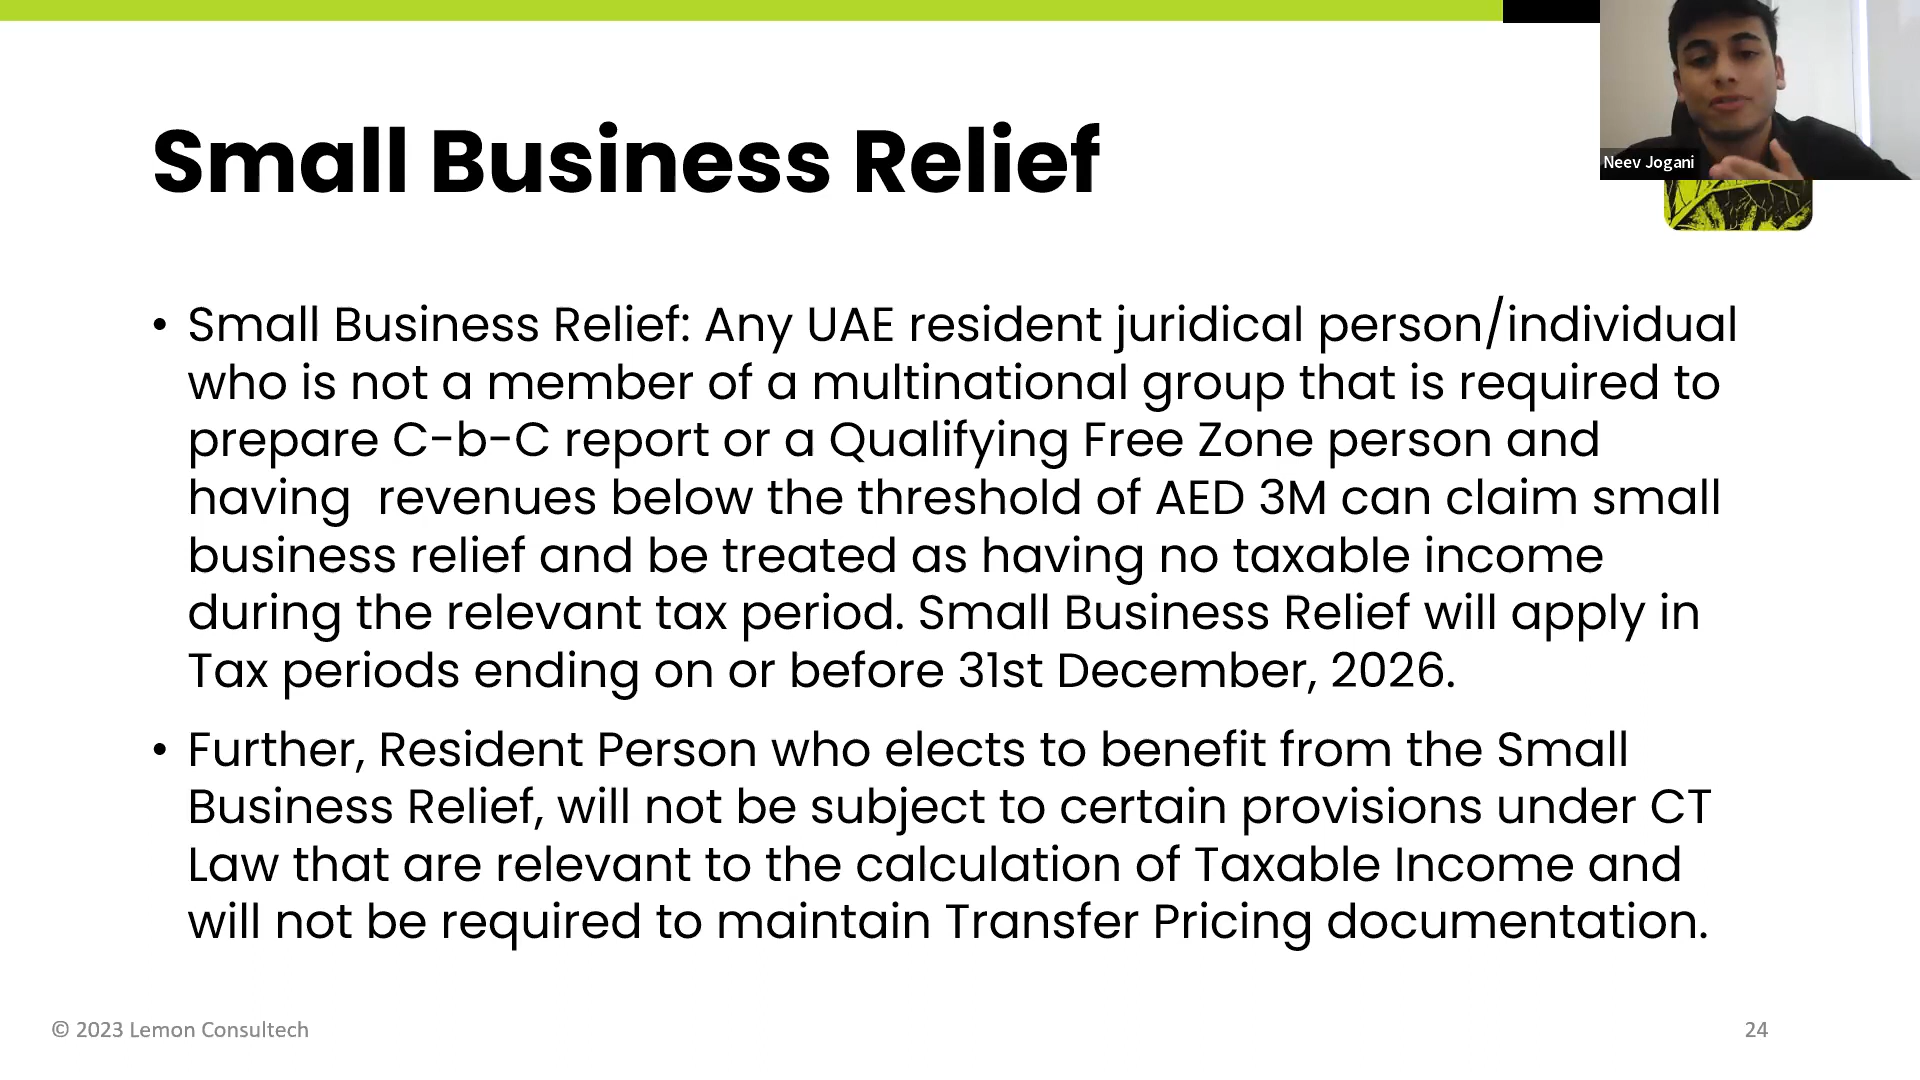 Small Business Relief
Neev Jogani
• Small Business Relief: Any UAE resident juridical person/individual
who is not a member of a multinational group that is required to
prepare C-b-C report or a Qualifying Free Zone person and
having  revenues below the threshold of AED 3M can claim small
business relief and be treated as having no taxable income
during the relevant tax period. Small Business Relief will apply in
Tax periods ending on or before 31st December, 2026.
• Further, Resident Person who elects to benefit from the Small
Business Relief, will not be subject to certain provisions under CT
Law that are relevant to the calculation of Taxable Income and
will not be required to maintain Transfer Pricing documentation.
© 2023 Lemon Consultech
24